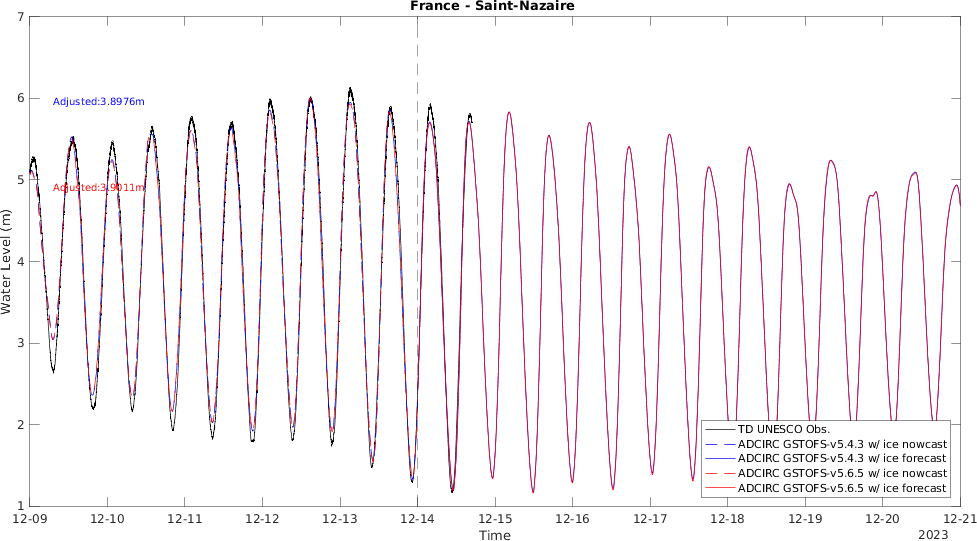 France - Saint-Nazaire
7
6
5
4
3
2
1
Water Level (m)
Adjusted:3.8976m
Adjusted:3.9011m
TD UNESCO Obs.
ADCIRC GSTOFS-v5.4.3 w/ ice nowcast
ADCIRC GSTOFS-v5.4.3 w/ ice forecast
ADCIRC GSTOFS-v5.6.5 w/ ice nowcast
ADCIRC GSTOFS-v5.6.5 w/ ice forecast
12-09 12-10 12-11 12-12 12-13 12-14 12-15 12-16 12-17 12-18 12-19 12-20 12-21
Time
2023